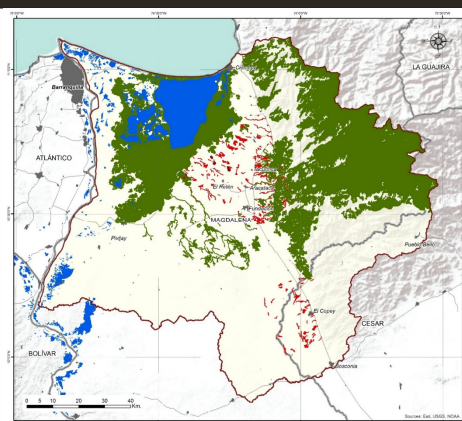 LA GUAJIRA
Barranquilla
ATLÁNTICO
El Retén
Aracataca
Fundación
MAGDALENA
Pivijay
Pueblo Bello
El Copey
CESAR
BOLÍVAR
Bosconia
0 5 10 20 30 40
Km.
Sources: Esri, USGS, NOAA